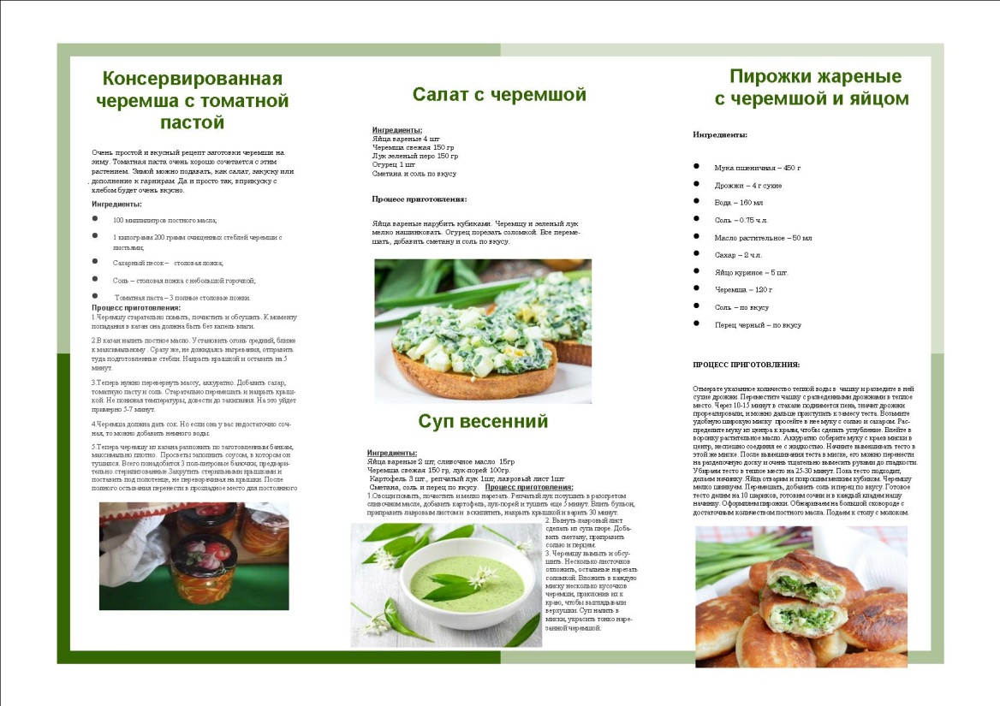 Консервированная
черемша с томатной
пастой
Очень простой и вкусный рецепт заготовки черемши на
зиму. Томатная паста очень хорошо сочетается с этим
растением. Зимой можно подавать, как салат, закуску или
дополнение к гарнирам. Да и просто так, вприкуску с
хлебом будет очень вкусно.
Ингредиенты:
● 100 миллилитров постного масла;
● 1 килограмм 200 грамм очищенных стеблей черемши с
листьями;
● Сахарный песок – столовая ложка;
● Соль – столовая ложка с небольшой горочкой;
● Томатная паста – 3 полные столовые ложки.
Процесс приготовления:
1.Черемшу старательно помыть, почистить и обсушить. К моменту
попадания в казан она должна быть без капель влаги.
2.В казан налить постное масло. Установить огонь средний, ближе
к максимальному . Сразу же, не дожидаясь нагревания, отправить
туда подготовленные стебли. Накрыть крышкой и оставить на 5
минут.
3.Теперь нужно перевернуть массу, аккуратно. Добавить сахар,
томатную пасту и соль. Старательно перемешать и накрыть крыш-
кой. Не понижая температуры, довести до закипания. На это уйдет
примерно 5-7 минут.
4.Черемша должна дать сок. Но если она у вас недостаточно соч-
ная, то можно добавить немного воды.
5.Теперь черемшу из казана разложить по заготовленным банкам,
максимально плотно. Просветы заполнить соусом, в котором он
тушился. Всего понадобится 3 пол-литровые баночки, предвари-
тельно стерилизованные.Закрутить стерильными крышками и
поставить под полотенце, не переворачивая на крышки. После
полного остывания перенести в прохладное место для постоянного
Салат с черемшой
Ингредиенты:
Яйца вареные 4 шт
Черемша свежая 150 гр
Лук зеленый перо 150 гр
Огурец 1 шт
Сметана и соль по вкусу
Процесс приготовления:
Яйца вареные нарубить кубиками. Черемшу и зеленый лук
мелко нашинковать. Огурец порезать соломкой. Все переме-
шать, добавить сметану и соль по вкусу.
Суп весенний
Ингредиенты:
Яйца вареные 2 шт, сливочное масло 15гр
Черемша свежая 150 гр, лук-порей 100гр.
Картофель 3 шт., репчатый лук 1шт, лавровый лист 1шт
Сметана, соль и перец по вкусу. Процесс приготовления:
1.Овощи помыть, почистить и мелко нарезать. Репчатый лук потушить в разогретом
сливочном масле, добавить картофель, лук-порей и тушить еще 5 минут. Влить бульон,
приправить лавровым листом и вскипятить, накрыть крышкой и варить 30 минут.
2. Вынуть лавровый лист
сделать из супа пюре. Доба-
вить сметану, приправить
солью и перцем.
3. Черемшу вымыть и обсу-
шить. Несколько листочков
отложить, остальные нарезать
соломкой. Вложить в каждую
миску несколько кусочков
черемши, прислонив их к
краю, чтобы выглядывали
верхушки. Суп налить в
миски, украсить тонко наре-
занной черемшой.
Пирожки жареные
с черемшой и яйцом
Ингредиенты:
● Мука пшеничная – 450 г
● Дрожжи – 4 г сухие
● Вода – 160 мл
● Соль – 0.75 ч.л.
● Масло растительное – 50 мл
● Сахар – 2 ч.л.
● Яйцо куриное – 5 шт.
● Черемша – 120 г
● Соль – по вкусу
● Перец черный – по вкусу
ПРОЦЕСС ПРИГОТОВЛЕНИЯ:
Отмерьте указанное количество теплой воды в чашку и разведите в ней
сухие дрожжи. Переместите чашку с разведенными дрожжами в теплое
место. Через 10-15 минут в стакане поднимется пена, значит дрожжи
прореагировали, и можно дальше приступать к замесу теста. Возьмите
удобную широкую миску просейте в нее муку с солью и сахаром. Рас-
пределите муку из центра к краям, чтобы сделать углубление. Влейте в
воронку растительное масло. Аккуратно соберите муку с краев миски в
центр, неспешно соединяя ее с жидкостью. Начните вымешивать тесто в
этой же миске. После вымешивания теста в миске, его можно перенести
на разделочную доску и очень тщательно вымесить руками до гладкости.
Убираем тесто в теплое место на 25-30 минут. Пока тесто подходит,
делаем начинку. Яйца отварим и покрошим мелким кубиком. Черемшу
мелко шинкуем. Перемешать, добавить соль и перец по вкусу. Готовое
тесто делим на 10 шариков, готовим сочни и в каждый кладем нашу
начинку. Оформляем пирожки. Обжариваем на большой сковороде с
достаточным количеством постного масла. Подаем к столу с молоком.